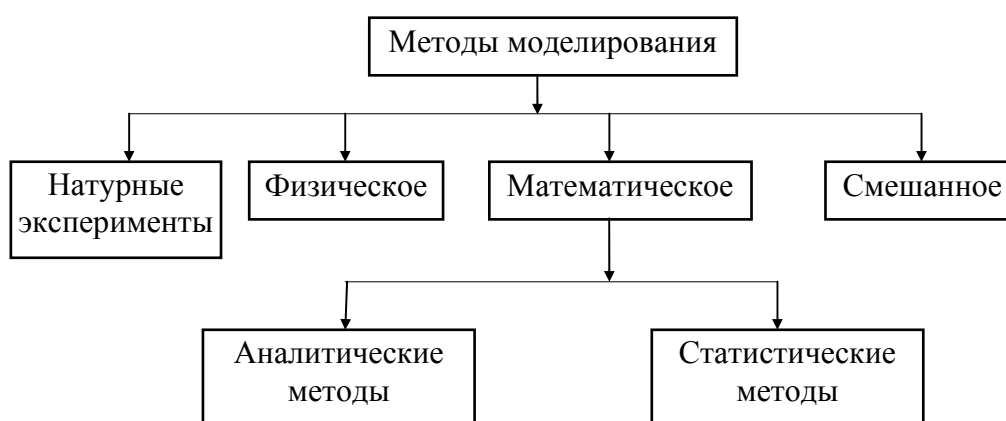 Методы моделирования
Натурные
эксперименты
Физическое
Математическое
Смешанное
Аналитические
методы
Статистические
методы